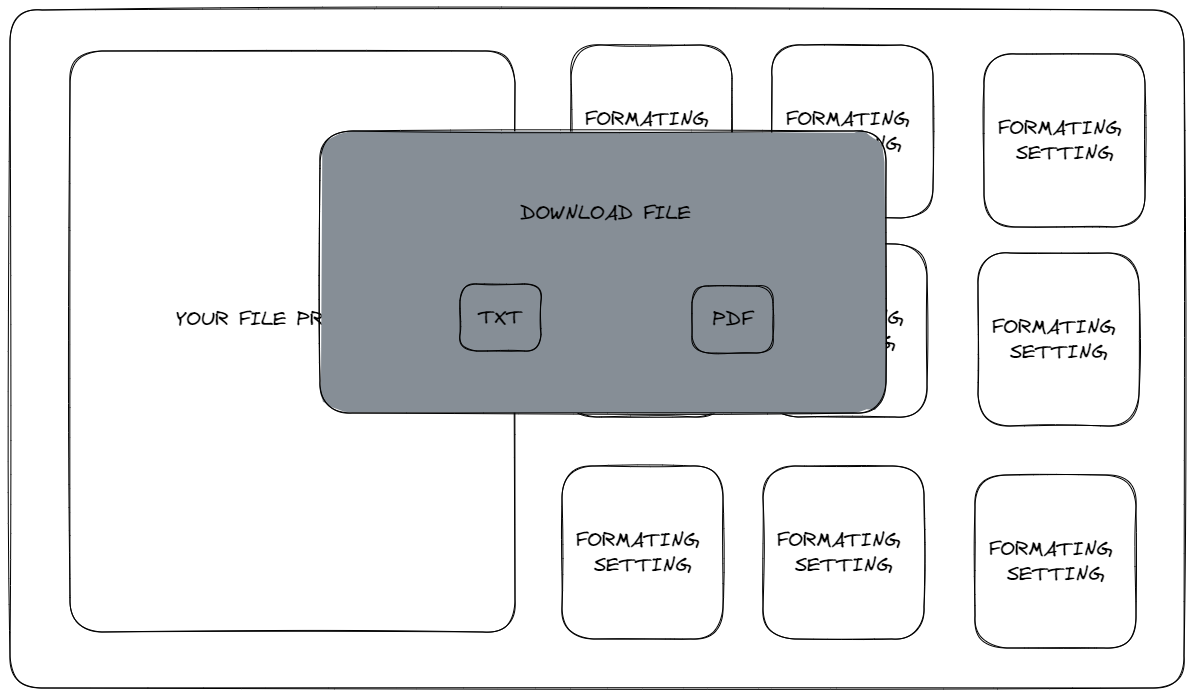 FORMATING
FORMATING
NG
FORMATING
SETTING
DOWNLOAD FILE
YOUR FILE PR
TXT
PDF
G
G
FORMATING
SETTING
FORMATING
SETTING
FORMATING
SETTING
FORMATING
SETTING